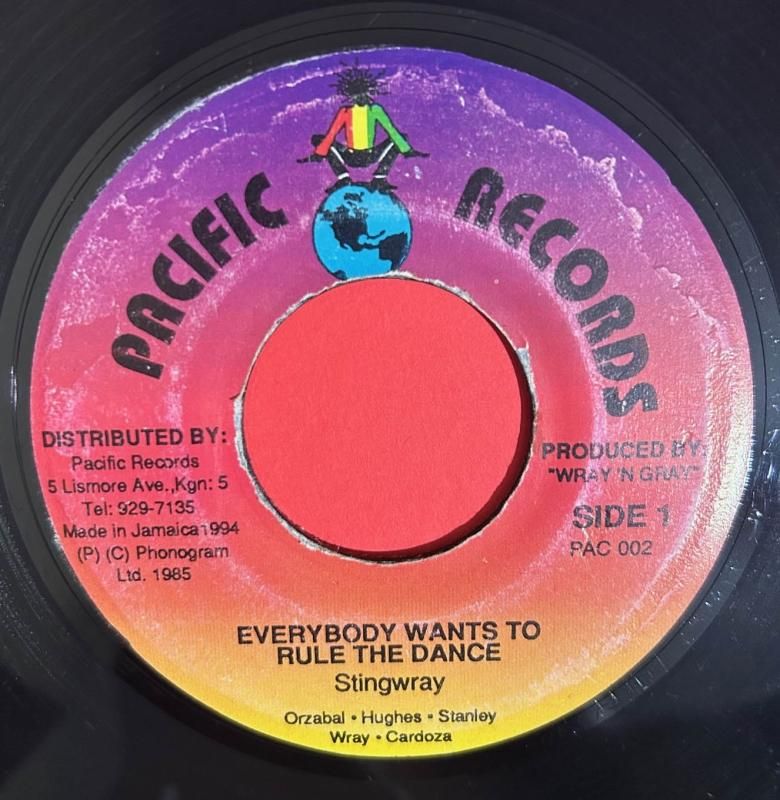 PACIFIC RECORDS
DISTRIBUTED BY:
Pacific Records
5 Lismore Ave.,Kgn: 5
Tel: 929-7135
Made in Jamaica 1994
(P) (C) Phonogram
Ltd. 1985
PRODUCED BY:
"WRAY 'N GRAY"
SIDE 1
PAC 002
EVERYBODY WANTS TO
RULE THE DANCE
Stingwray
Orzabal • Hughes • Stanley
Wray • Cardoza